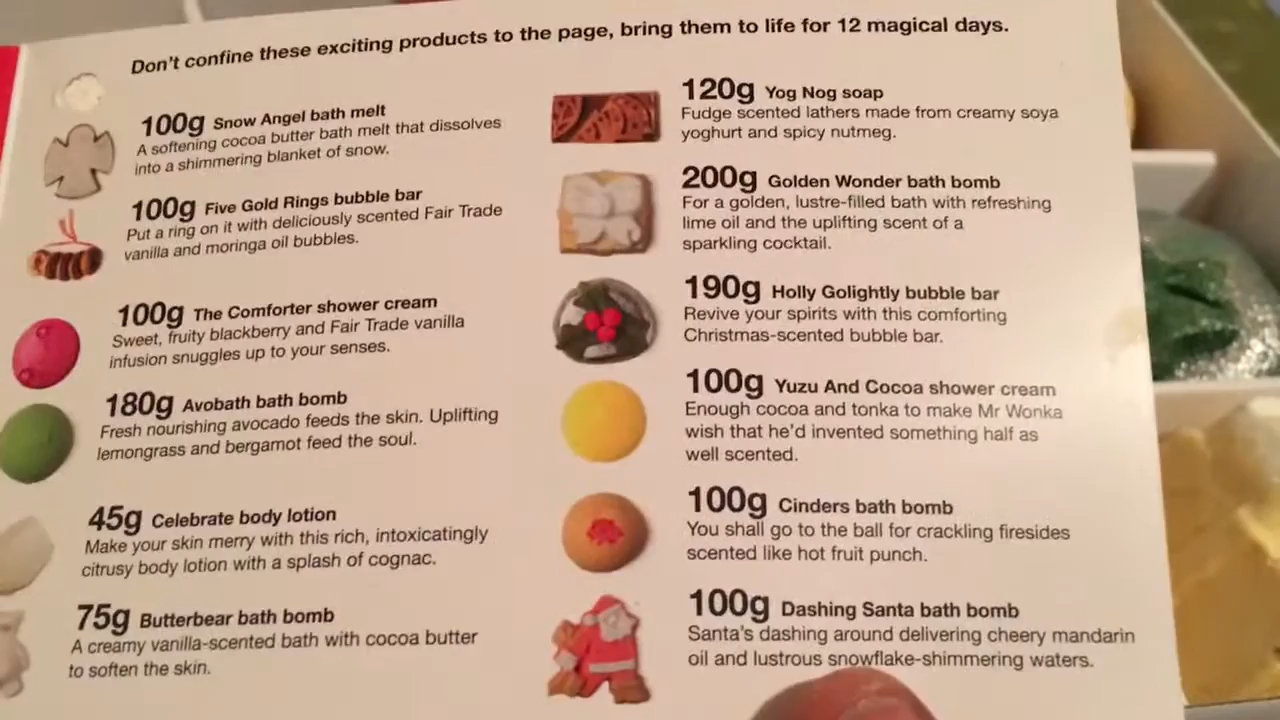 Don't confine these exciting products to the page, bring them to life for 12 magical days.
100g Snow Angel bath melt
A softening cocoa butter bath melt that dissolves
into a shimmering blanket of snow.
100g Five Gold Rings bubble bar
Put a ring on it with deliciously scented Fair Trade
vanilla and moringa oil bubbles.
100g The Comforter shower cream
Sweet, fruity blackberry and Fair Trade vanilla
infusion snuggles up to your senses.
180g Avobath bath bomb
Fresh nourishing avocado feeds the skin. Uplifting
lemongrass and bergamot feed the soul.
45g Celebrate body lotion
Make your skin merry with this rich, intoxicatingly
citrusy body lotion with a splash of cognac.
75g Butterbear bath bomb
A creamy vanilla-scented bath with cocoa butter
to soften the skin.
120g Yog Nog soap
Fudge scented lathers made from creamy soya
yoghurt and spicy nutmeg.
200g Golden Wonder bath bomb
For a golden, lustre-filled bath with refreshing
lime oil and the uplifting scent of a
sparkling cocktail.
190g Holly Golightly bubble bar
Revive your spirits with this comforting
Christmas-scented bubble bar.
100g Yuzu And Cocoa shower cream
Enough cocoa and tonka to make Mr Wonka
wish that he'd invented something half as
well scented.
100g Cinders bath bomb
You shall go to the ball for crackling firesides
scented like hot fruit punch.
100g Dashing Santa bath bomb
Santa's dashing around delivering cheery mandarin
oil and lustrous snowflake-shimmering waters.